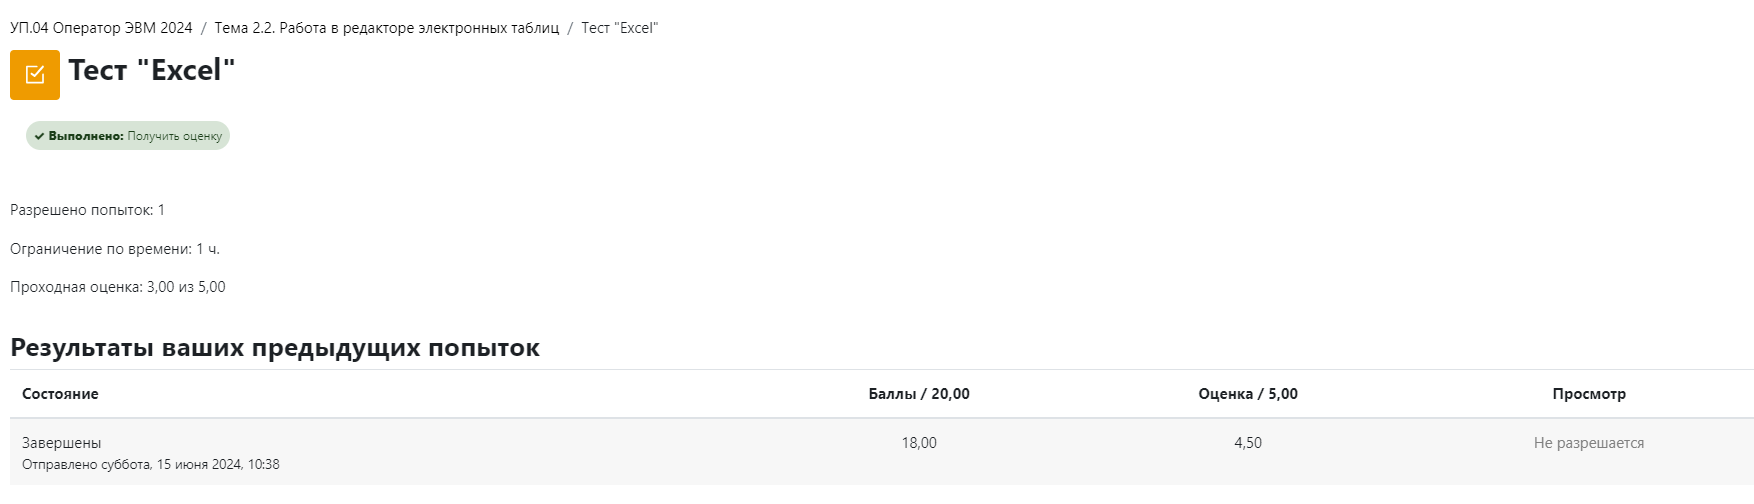 УП.04 Оператор ЭВМ 2024 / Тема 2.2. Работа в редакторе электронных таблиц / Тест "Excel"
Тест "Excel"
Выполнено: Получить оценку
Разрешено попыток: 1
Ограничение по времени: 1 ч.
Проходная оценка: 3,00 из 5,00
Результаты ваших предыдущих попыток
Состояние Баллы / 20,00 Оценка / 5,00 Просмотр
Завершены 18,00 4,50 Не разрешается
Отправлено суббота, 15 июня 2024, 10:38